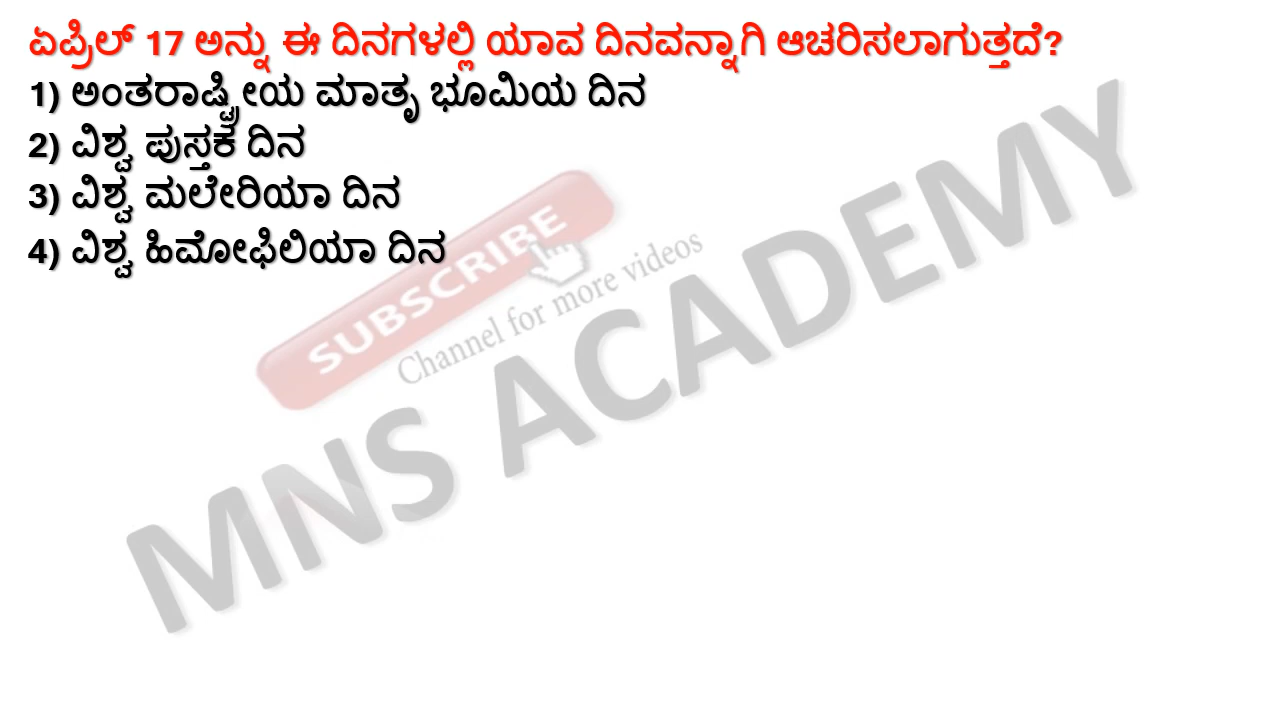 ಏಪ್ರಿಲ್ 17 ಅನ್ನು ಈ ದಿನಗಳಲ್ಲಿ ಯಾವ ದಿನವನ್ನಾಗಿ ಆಚರಿಸಲಾಗುತ್ತದೆ?
1) ಅಂತರಾಷ್ಟ್ರೀಯ ಮಾತೃ ಭೂಮಿಯ ದಿನ
2) ವಿಶ್ವ ಪುಸ್ತಕ ದಿನ
3) ವಿಶ್ವ ಮಲೇರಿಯಾ ದಿನ
4) ವಿಶ್ವ ಹಿಮೋಫಿಲಿಯಾ ದಿನ
SUBSCRIBE
Channel for more videos
MNS ACADEMY